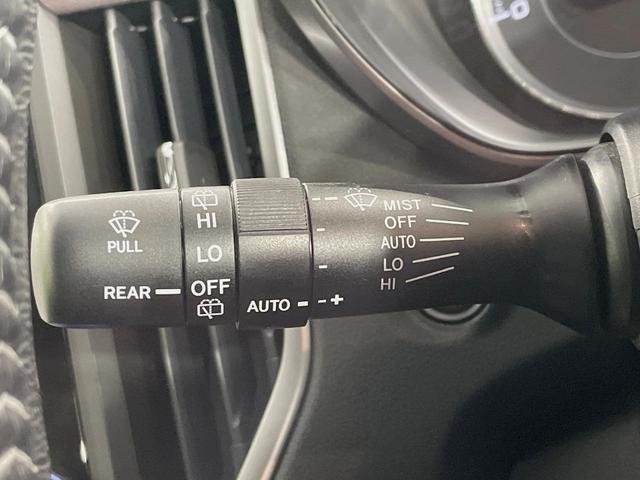 PULL
REAR
HI
LO
OFF
AUTO
- +
MIST
OFF
AUTO
LO
HI